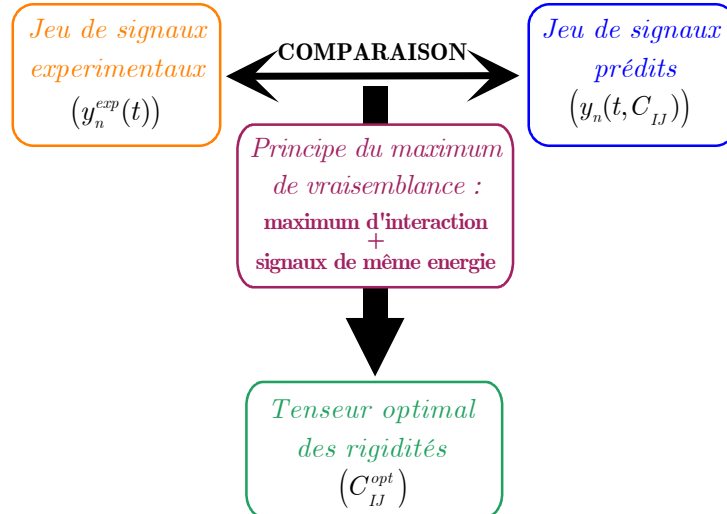 Jeu de signaux
experimentaux
(y_n^{exp}(t))
COMPARAISON
Jeu de signaux
prédits
(y_n(t, C_{IJ}))
Principe du maximum
de vraisemblance :
maximum d'interaction
+
signaux de même energie
Tenseur optimal
des rigidités
(C_{IJ}^{opt})